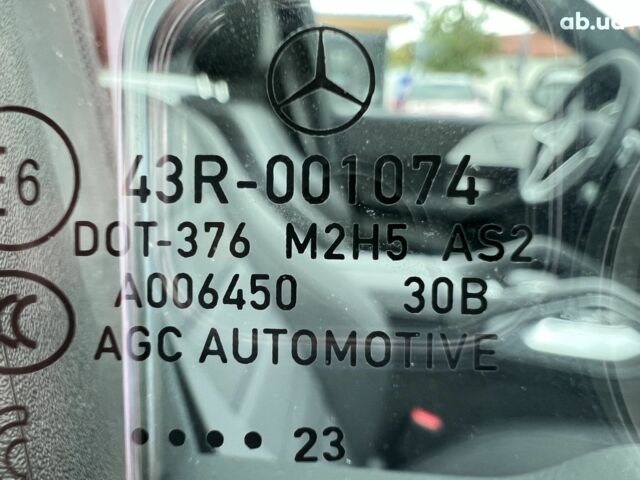 ab.ua
E6
43R-001074
DOT-376 M2H5 AS2
A006450 30B
AGC AUTOMOTIVE
•••• 23